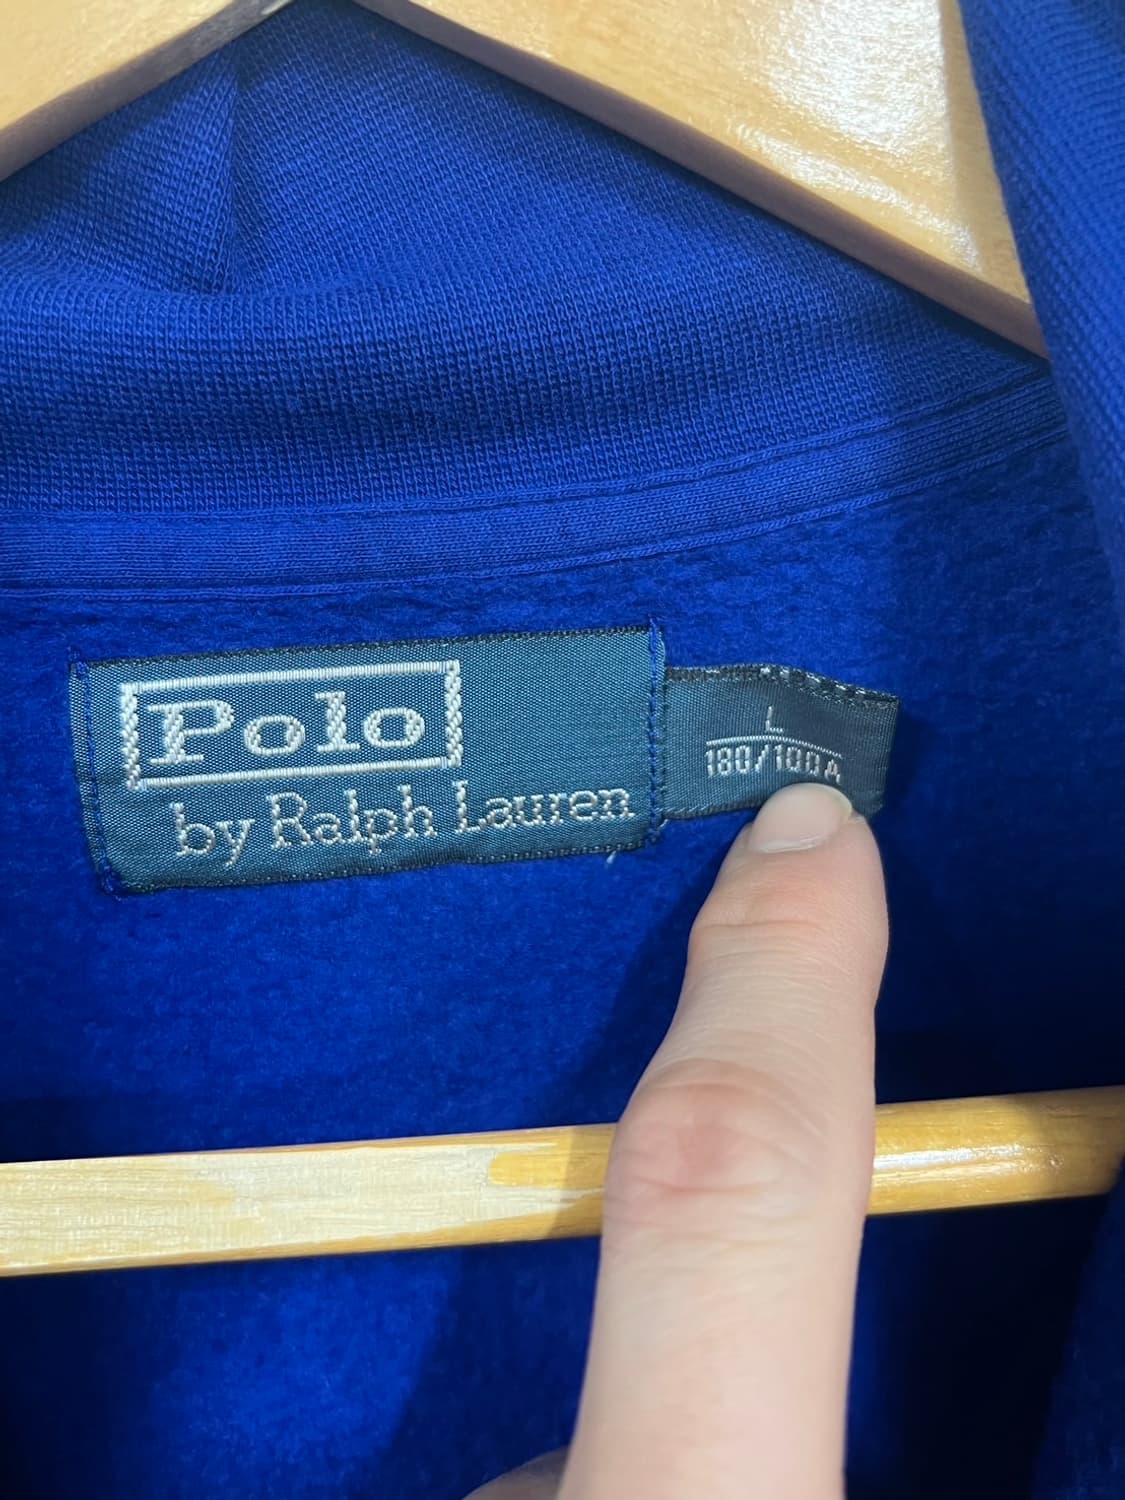 Polo
by Ralph Lauren
L
180/100A